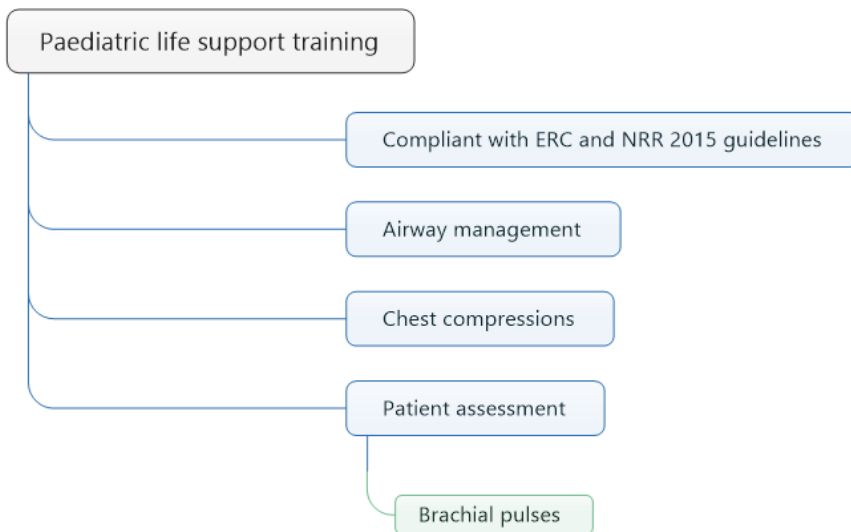 Paediatric life support training
Compliant with ERC and NRR 2015 guidelines
Airway management
Chest compressions
Patient assessment
Brachial pulses